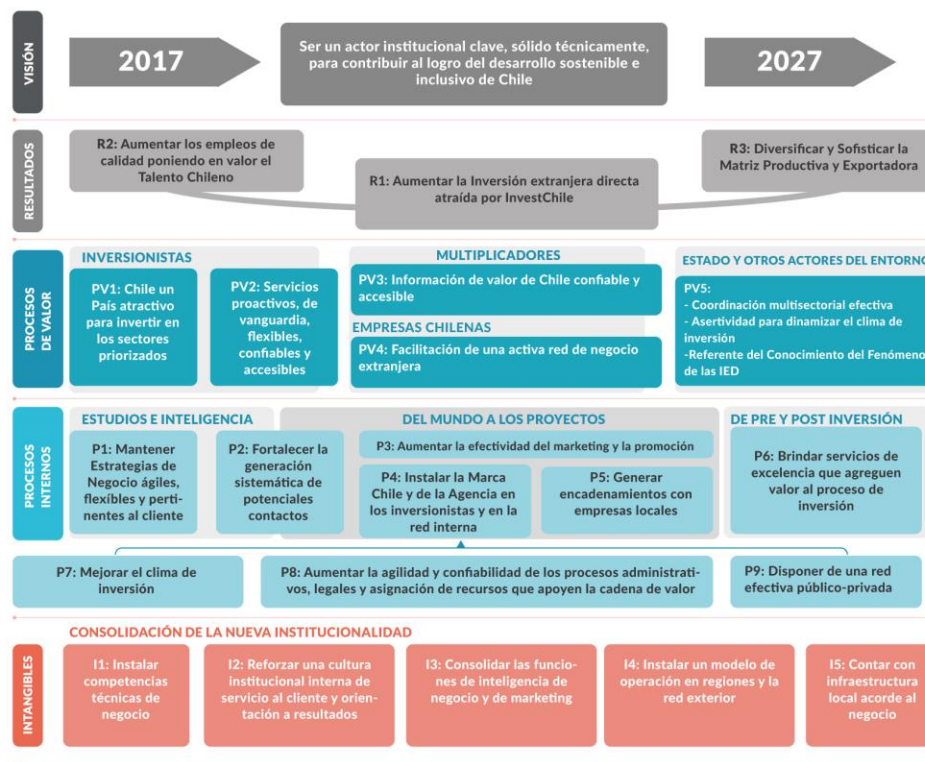 VISIÓN
2017
Ser un actor institucional clave, sólido técnicamente,
para contribuir al logro del desarrollo sostenible e
inclusivo de Chile
2027
RESULTADOS
R2: Aumentar los empleos de
calidad poniendo en valor el
Talento Chileno
R1: Aumentar la Inversión extranjera directa
atraída por InvestChile
R3: Diversificar y Sofisticar la
Matriz Productiva y Exportadora
PROCESOS
DE VALOR
INVERSIONISTAS
PV1: Chile un
País atractivo
para invertir en
los sectores
priorizados
PV2: Servicios
proactivos, de
vanguardia,
flexibles,
confiables y
accesibles
MULTIPLICADORES
PV3: Información de valor de Chile confiable y
accesible
EMPRESAS CHILENAS
PV4: Facilitación de una activa red de negocio
extranjera
ESTADO Y OTROS ACTORES DEL ENTORNO
PV5:
- Coordinación multisectorial efectiva
- Asertividad para dinamizar el clima de
inversión
-Referente del Conocimiento del Fenómeno
de las IED
PROCESOS
INTERNOS
ESTUDIOS E INTELIGENCIA
P1: Mantener
Estrategias de
Negocio ágiles,
flexibles y perti-
nentes al cliente
P2: Fortalecer la
generación
sistemática de
potenciales
contactos
DEL MUNDO A LOS PROYECTOS
P3: Aumentar la efectividad del marketing y la promoción
P4: Instalar la Marca
Chile y de la Agencia en
los inversionistas y en la
red interna
P5: Generar
encadenamientos con
empresas locales
DE PRE Y POST INVERSIÓN
P6: Brindar servicios de
excelencia que agreguen
valor al proceso de
inversión
P7: Mejorar el clima de
inversión
P8: Aumentar la agilidad y confiabilidad de los procesos administrati-
vos, legales y asignación de recursos que apoyen la cadena de valor
P9: Disponer de una red
efectiva público-privada
INTANGIBLES
CONSOLIDACIÓN DE LA NUEVA INSTITUCIONALIDAD
I1: Instalar
competencias
técnicas de
negocio
I2: Reforzar una cultura
institucional interna de
servicio al cliente y orien-
tación a resultados
I3: Consolidar las funcio-
nes de inteligencia de
negocio y de marketing
I4: Instalar un modelo de
operación en regiones y la
red exterior
I5: Contar con
infraestructura
local acorde al
negocio